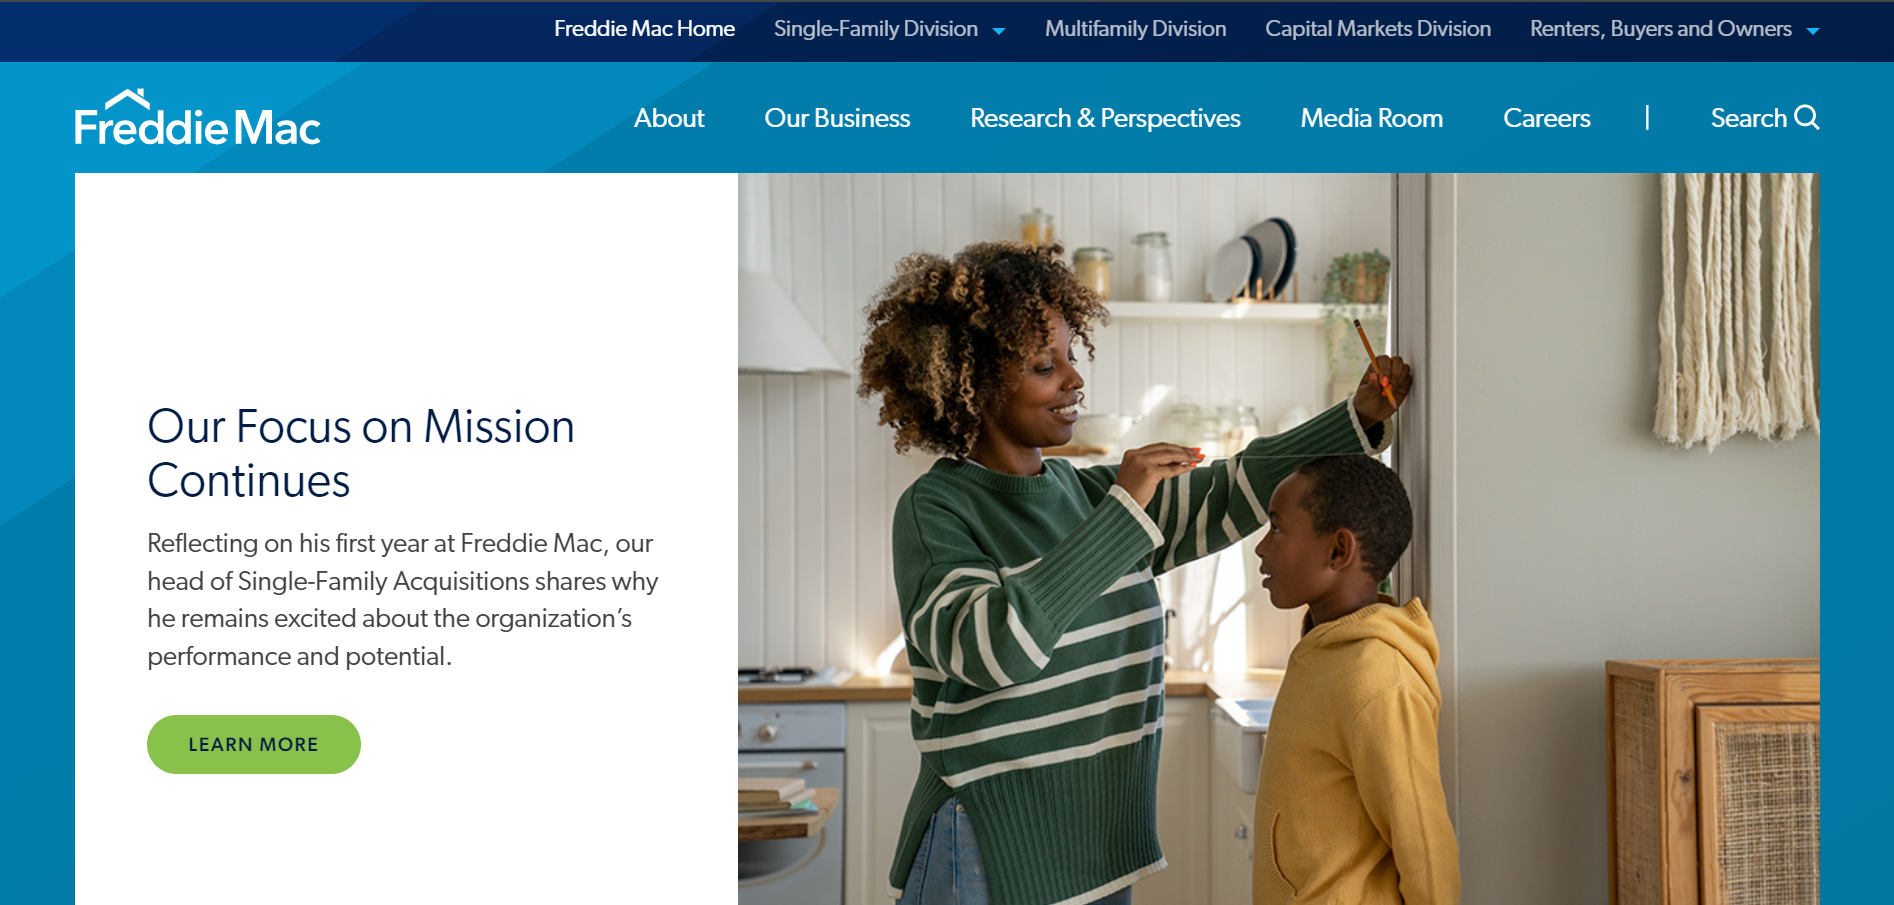 Freddie Mac Home Single-Family Division Multifamily Division Capital Markets Division Renters, Buyers and Owners
Freddie Mac About Our Business Research & Perspectives Media Room Careers | Search
Our Focus on Mission
Continues
Reflecting on his first year at Freddie Mac, our
head of Single-Family Acquisitions shares why
he remains excited about the organization’s
performance and potential.
LEARN MORE